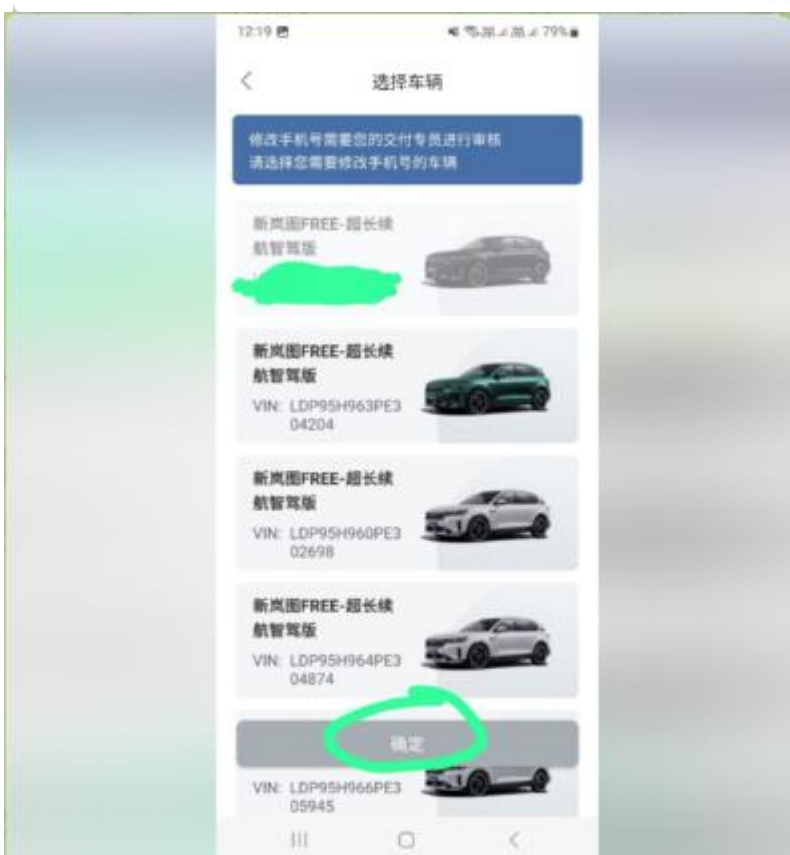 12:19
79%
选择车辆
修改手机号需要您的交付专员进行审核
请选择您需要修改手机号的车辆
新岚图FREE-超长续
航智驾版
新岚图FREE-超长续
航智驾版
VIN: LDP95H963PE3
04204
新岚图FREE-超长续
航智驾版
VIN: LDP95H960PE3
02698
新岚图FREE-超长续
航智驾版
VIN: LDP95H964PE3
04874
确定
VIN: LDP95H966PE3
05945